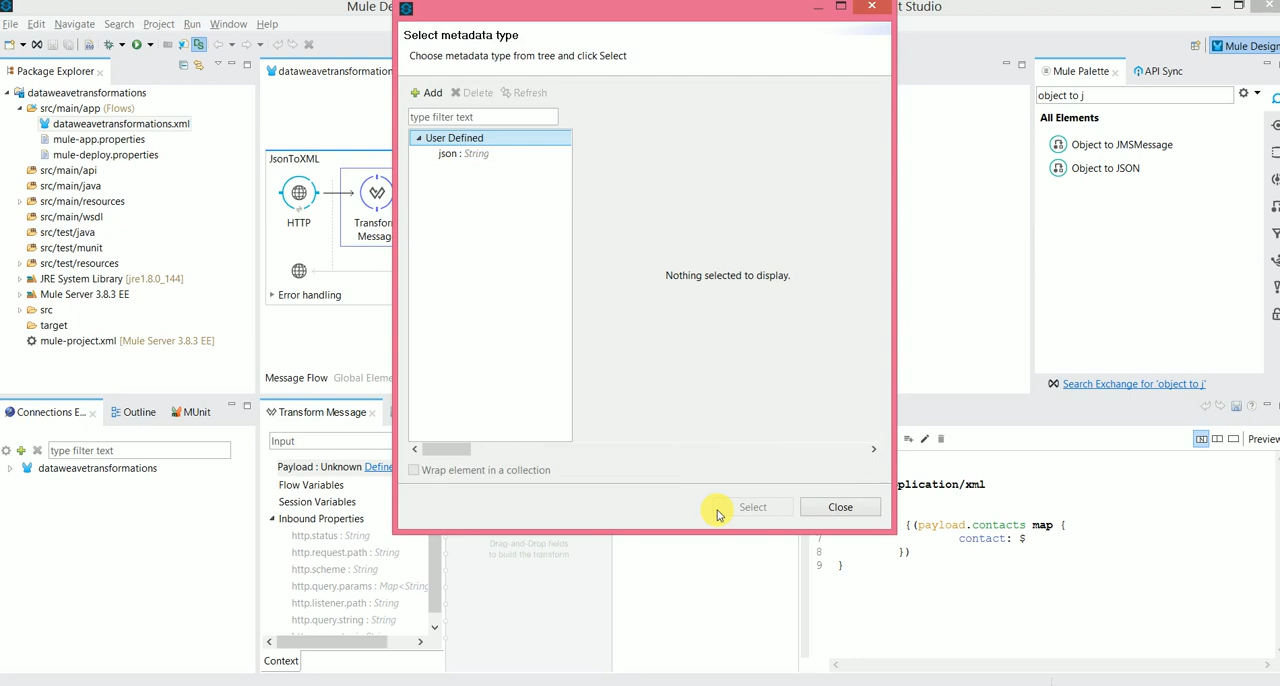 Mule De
t Studio
File Edit Navigate Search Project Run Window Help
Mule Design
Package Explorer
dataweavetransformations
src/main/app (Flows)
dataweavetransformations.xml
mule-app.properties
mule-deploy.properties
src/main/api
src/main/java
src/main/resources
src/main/wsdl
src/test/java
src/test/munit
src/test/resources
JRE System Library [jre1.8.0_144]
Mule Server 3.8.3 EE
src
target
mule-project.xml [Mule Server 3.8.3 EE]
dataweavetransformation
JsonToXML
HTTP
Transform
Message
Error handling
Message Flow Global Eleme
Select metadata type
Choose metadata type from tree and click Select
Add Delete Refresh
type filter text
User Defined
json : String
Nothing selected to display.
Wrap element in a collection
Select Close
Mule Palette API Sync
object to j
All Elements
Object to JMSMessage
Object to JSON
Search Exchange for 'object to j'
Connections E... Outline MUnit
type filter text
dataweavetransformations
Transform Message
Input
Payload : Unknown Define
Flow Variables
Session Variables
Inbound Properties
http.status : String
http.request.path : String
http.scheme : String
http.query.params : Map<String
http.listener.path : String
http.query.string : String
Context
Drag-and-Drop fields
to build the transform
Preview
plication/xml
{(payload.contacts map {
7 contact: $
8 })
9 }